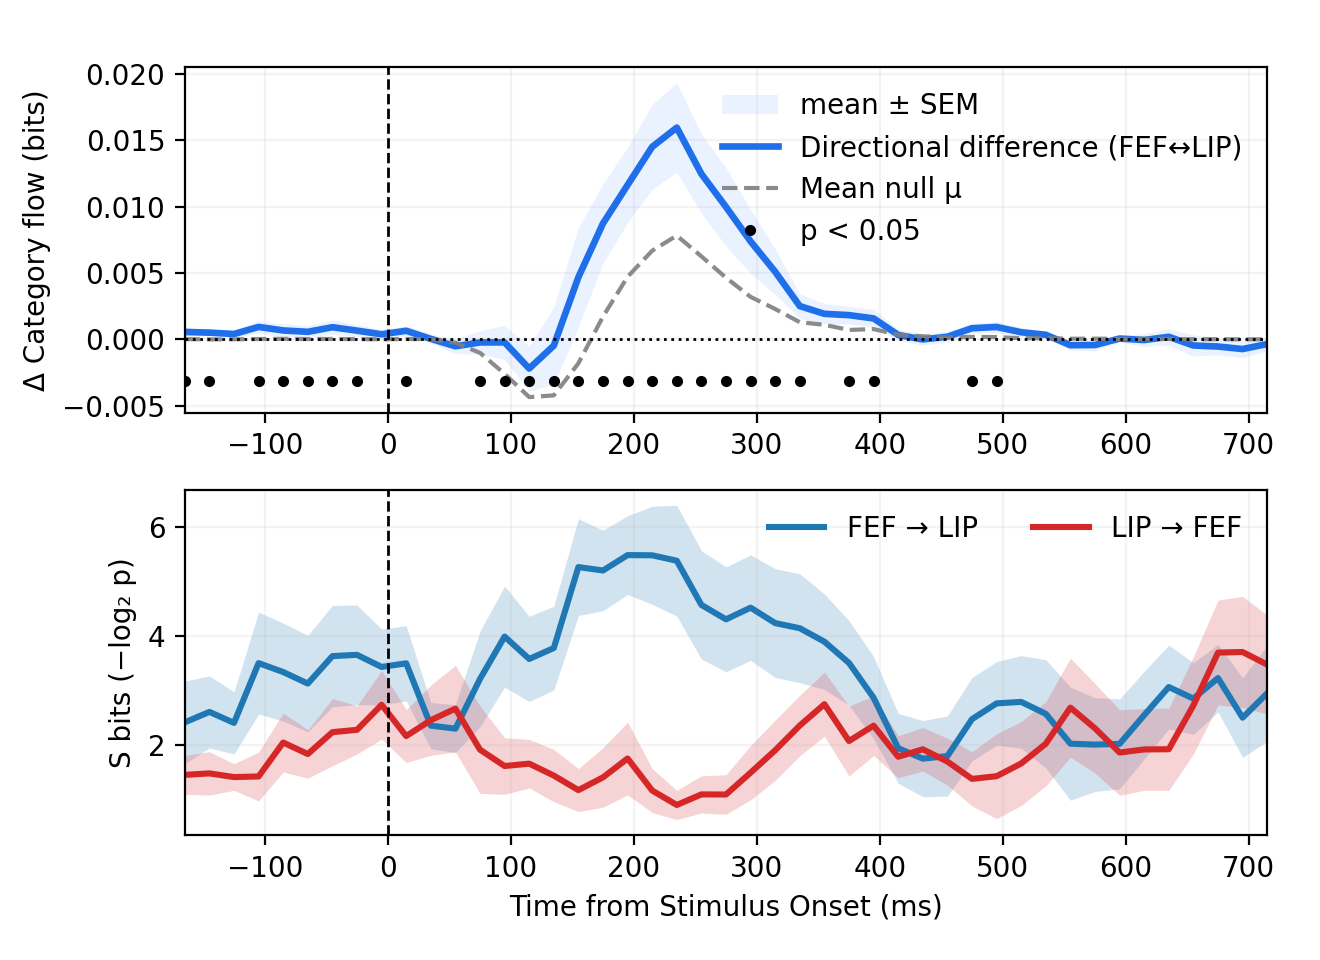 0.020
0.015
0.010
0.005
0.000
−0.005
Δ Category flow (bits)
mean ± SEM
Directional difference (FEF↔LIP)
Mean null μ
p < 0.05
−100 0 100 200 300 400 500 600 700
6
4
2
S bits (−log₂ p)
FEF → LIP LIP → FEF
−100 0 100 200 300 400 500 600 700
Time from Stimulus Onset (ms)